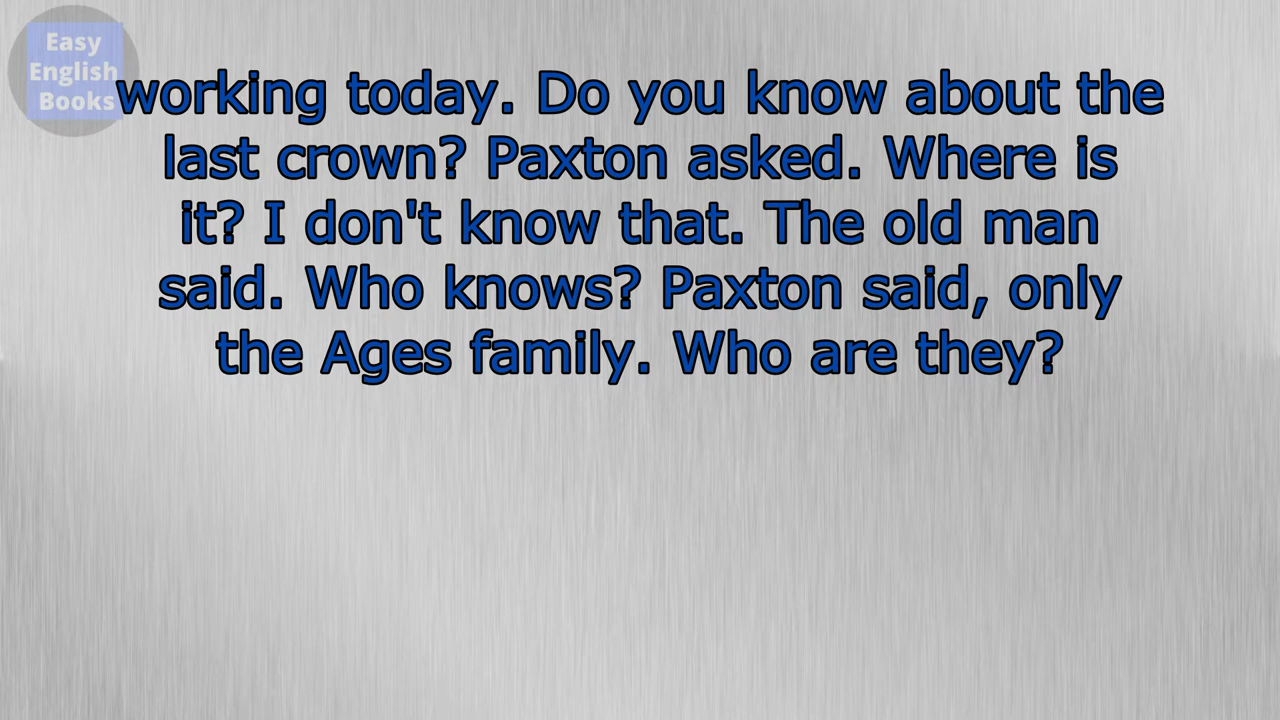 Easy
English
Books
working today. Do you know about the
last crown? Paxton asked. Where is
it? I don't know that. The old man
said. Who knows? Paxton said, only
the Ages family. Who are they?